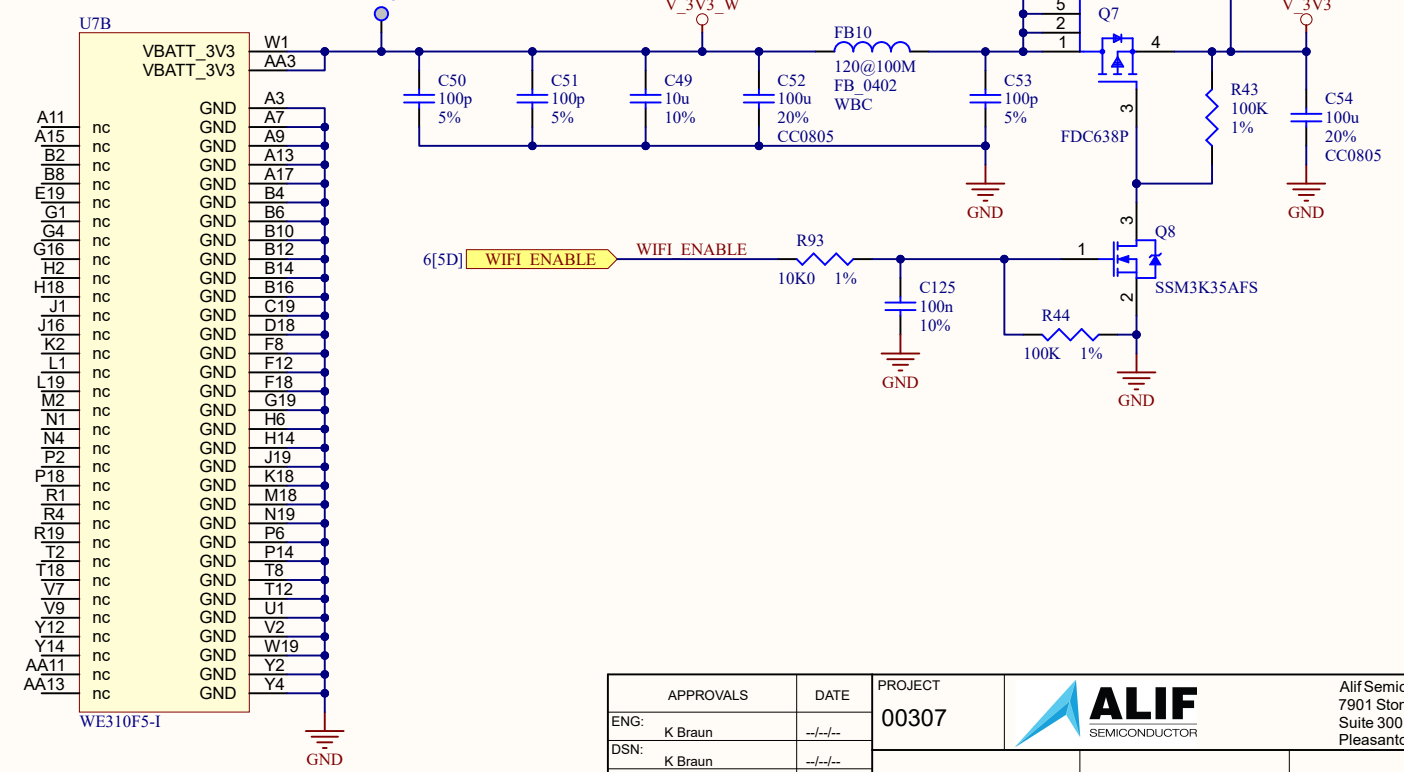 U7B
V_3V3_W
V_3V3
5
2
1
Q7
4
3
FDC638P
VBATT_3V3 W1
VBATT_3V3 AA3
FB10
120@100M
FB_0402
WBC
C50
100p
5%
C51
100p
5%
C49
10u
10%
C52
100u
20%
CC0805
C53
100p
5%
R43
100K
1%
C54
100u
20%
CC0805
GND
GND
GND A3
A11 nc GND A7
A15 nc GND A9
B2 nc GND A13
B8 nc GND A17
E19 nc GND B4
G1 nc GND B6
G4 nc GND B10
G16 nc GND B12
H2 nc GND B14
H18 nc GND B16
J1 nc GND C19
J16 nc GND D18
K2 nc GND F8
L1 nc GND F12
L19 nc GND F18
M2 nc GND G19
N1 nc GND H6
N4 nc GND H14
P2 nc GND J19
P18 nc GND K18
R1 nc GND M18
R4 nc GND N19
R19 nc GND P6
T2 nc GND P14
T18 nc GND T8
V7 nc GND T12
V9 nc GND U1
Y12 nc GND V2
Y14 nc GND W19
AA11 nc GND Y2
AA13 nc GND Y4
WE310F5-I
GND
6[5D] WIFI_ENABLE
WIFI_ENABLE
R93
10K0 1%
C125
100n
10%
GND
1
3
Q8
SSM3K35AFS
2
R44
100K 1%
GND
APPROVALS DATE
ENG:
K Braun --/--/--
DSN:
K Braun --/--/--
PROJECT
00307
ALIF
SEMICONDUCTOR
Alif Semic
7901 Ston
Suite 300
Pleasanto